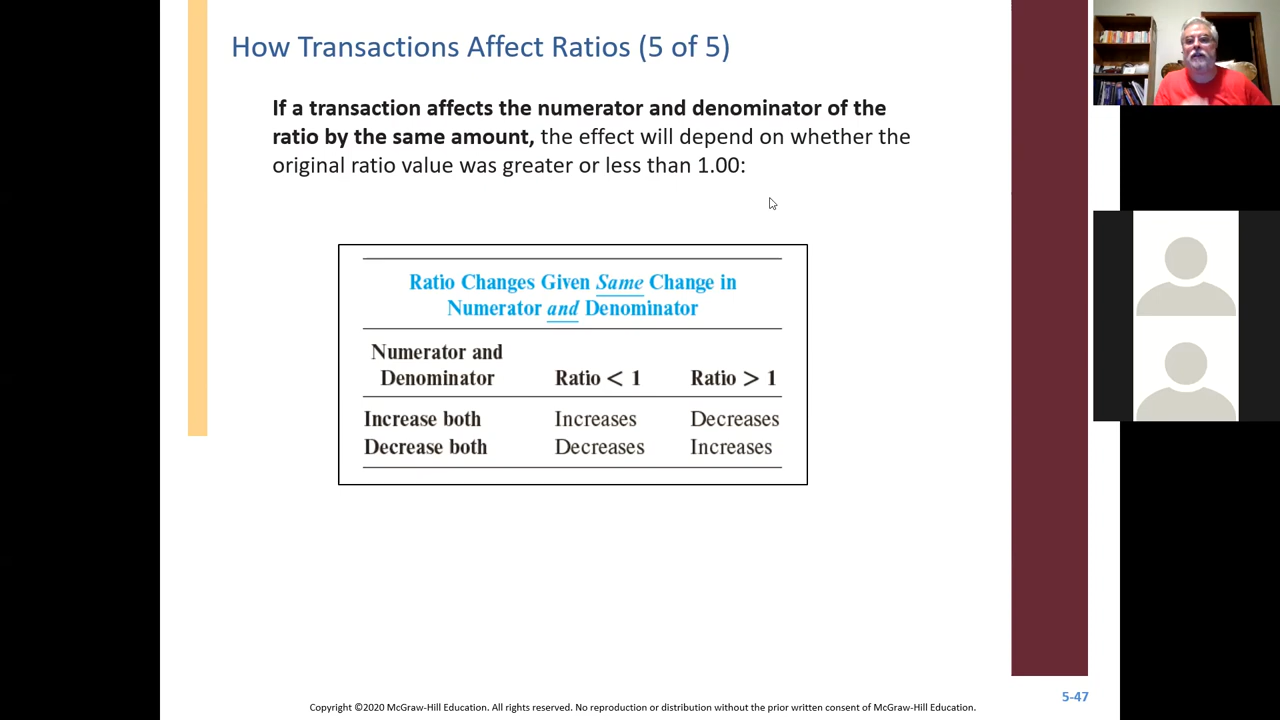 How Transactions Affect Ratios (5 of 5)
If a transaction affects the numerator and denominator of the
ratio by the same amount, the effect will depend on whether the
original ratio value was greater or less than 1.00:
Ratio Changes Given Same Change in
Numerator and Denominator
Numerator and
Denominator Ratio < 1 Ratio > 1
Increase both Increases Decreases
Decrease both Decreases Increases
5-47
Copyright ©2020 McGraw-Hill Education. All rights reserved. No reproduction or distribution without the prior written consent of McGraw-Hill Education.